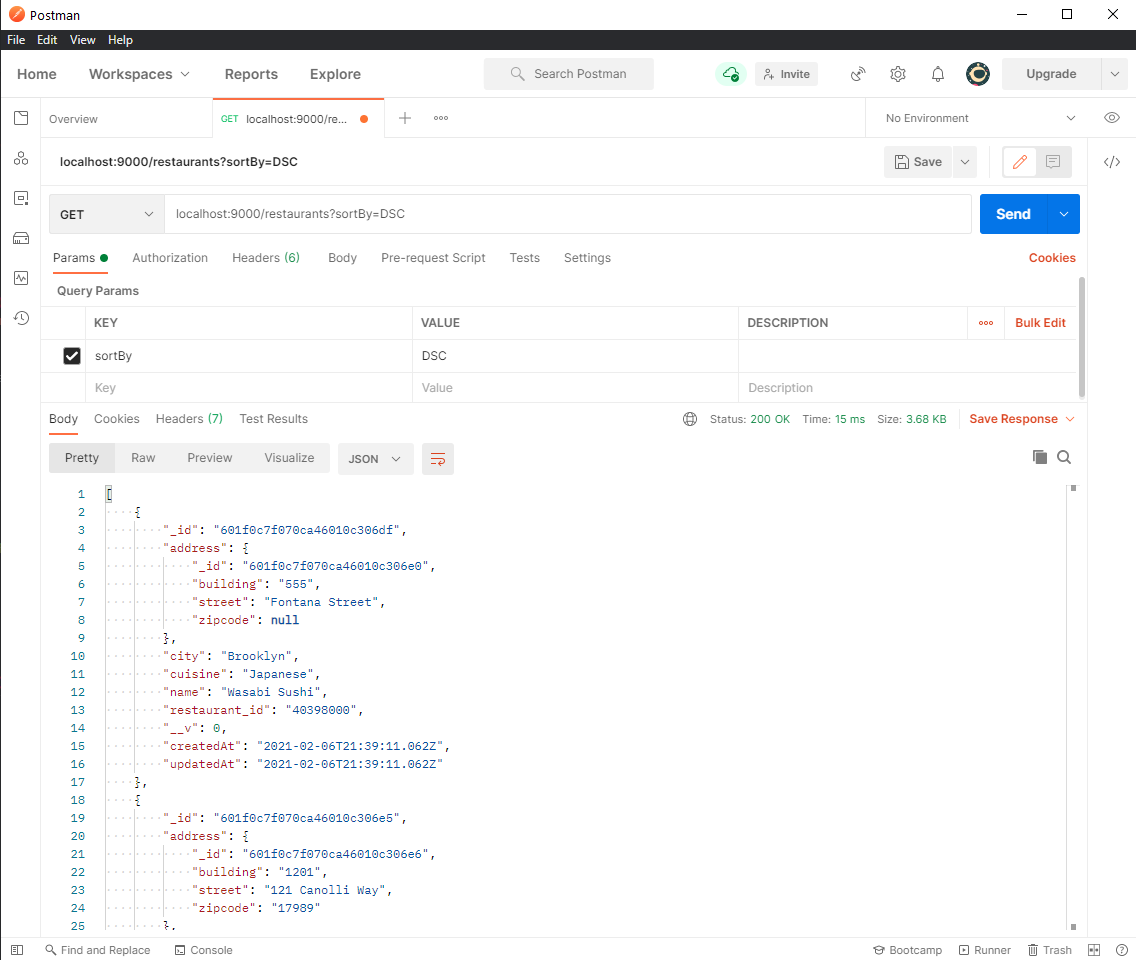 Postman
File Edit View Help
Home Workspaces Reports Explore Search Postman Invite Upgrade
Overview GET localhost:9000/re... No Environment
localhost:9000/restaurants?sortBy=DSC Save
GET localhost:9000/restaurants?sortBy=DSC Send
Params Authorization Headers (6) Body Pre-request Script Tests Settings Cookies
Query Params
KEY VALUE DESCRIPTION Bulk Edit
sortBy DSC
Key Value Description
Body Cookies Headers (7) Test Results Status: 200 OK Time: 15 ms Size: 3.68 KB Save Response
Pretty Raw Preview Visualize JSON
1 [
2 {
3 "_id": "601f0c7f070ca46010c306df",
4 "address": {
5 "_id": "601f0c7f070ca46010c306e0",
6 "building": "555",
7 "street": "Fontana Street",
8 "zipcode": null
9 },
10 "city": "Brooklyn",
11 "cuisine": "Japanese",
12 "name": "Wasabi Sushi",
13 "restaurant_id": "40398000",
14 "__v": 0,
15 "createdAt": "2021-02-06T21:39:11.062Z",
16 "updatedAt": "2021-02-06T21:39:11.062Z"
17 },
18 {
19 "_id": "601f0c7f070ca46010c306e5",
20 "address": {
21 "_id": "601f0c7f070ca46010c306e6",
22 "building": "1201",
23 "street": "121 Canolli Way",
24 "zipcode": "17989"
25 },
Find and Replace Console Bootcamp Runner Trash